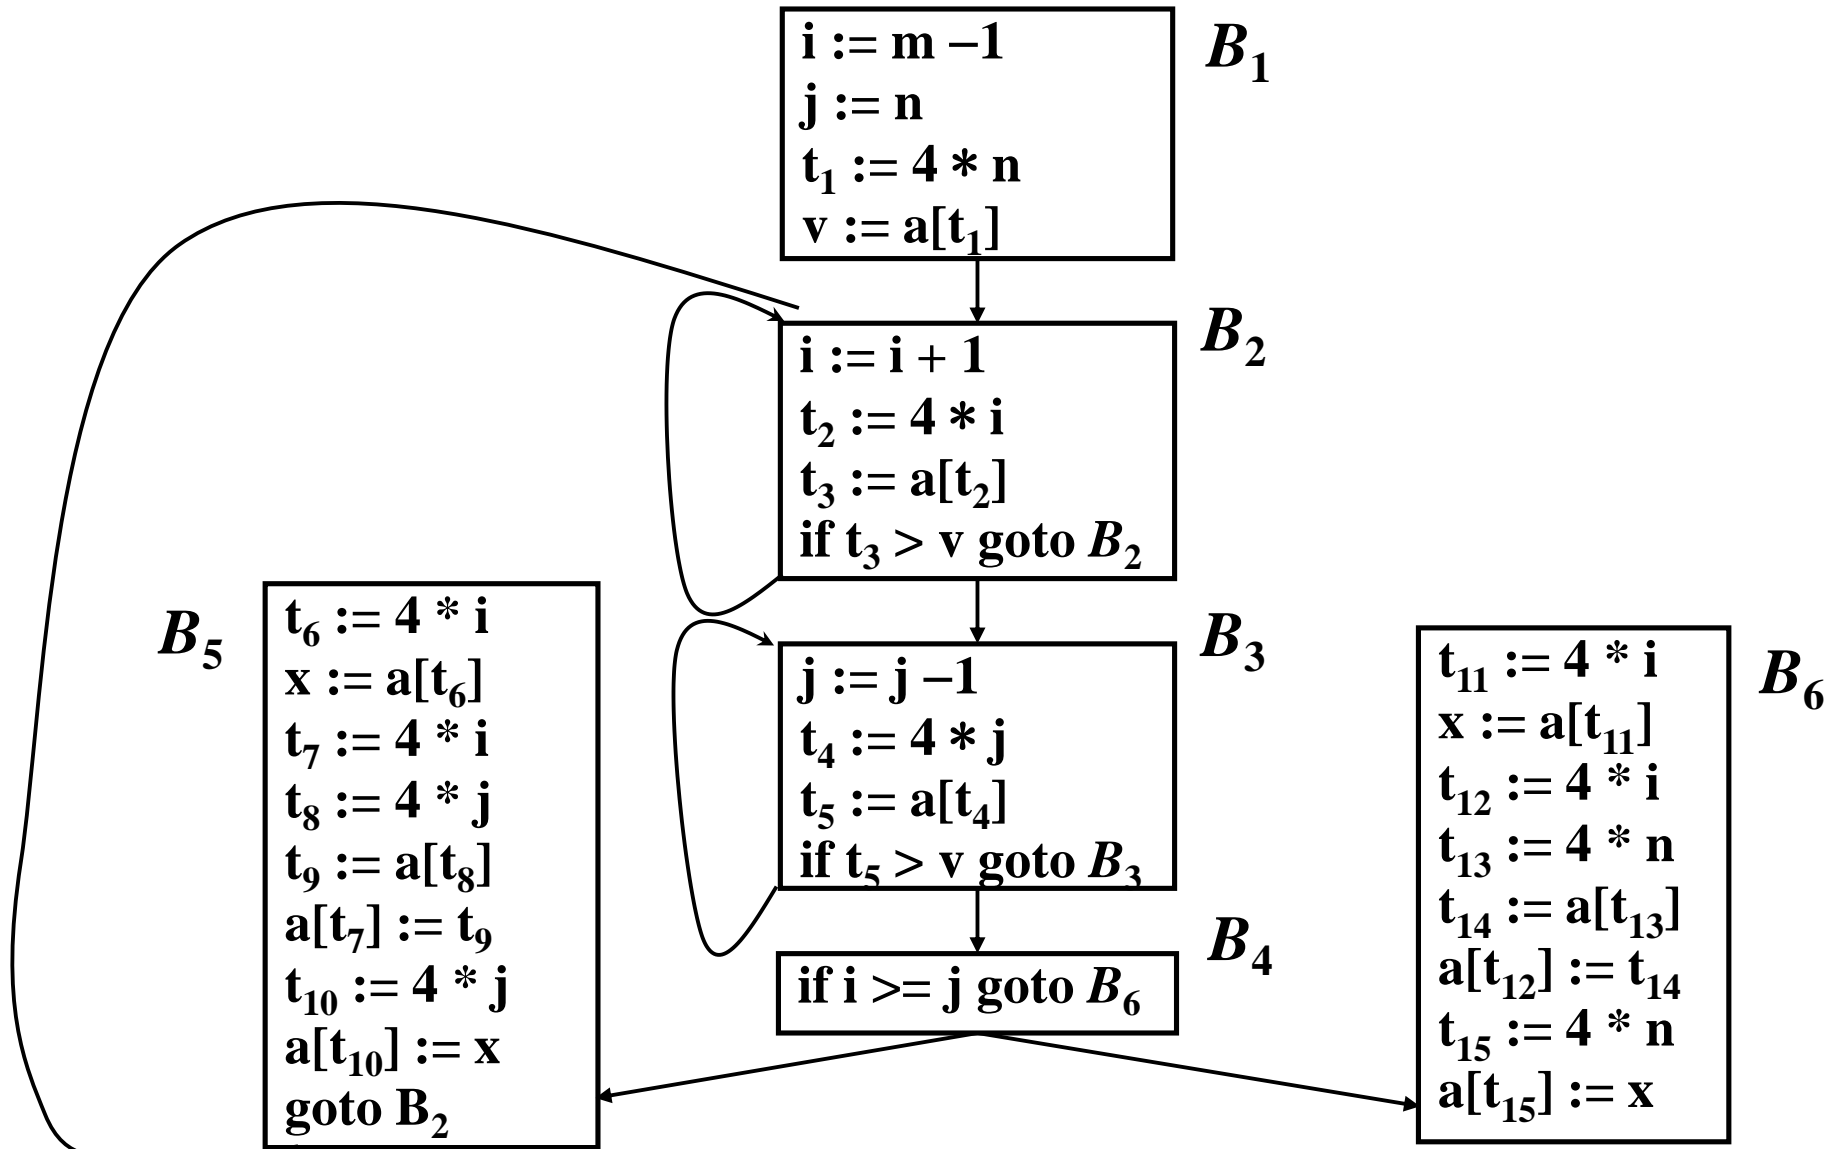 i := m –1
j := n
t₁ := 4 * n
v := a[t₁]
B₁
i := i + 1
t₂ := 4 * i
t₃ := a[t₂]
if t₃ > v goto B₂
B₂
j := j –1
t₄ := 4 * j
t₅ := a[t₄]
if t₅ > v goto B₃
B₃
if i >= j goto B₆
B₄
B₅
t₆ := 4 * i
x := a[t₆]
t₇ := 4 * i
t₈ := 4 * j
t₉ := a[t₈]
a[t₇] := t₉
t₁₀ := 4 * j
a[t₁₀] := x
goto B₂
t₁₁ := 4 * i
x := a[t₁₁]
t₁₂ := 4 * i
t₁₃ := 4 * n
t₁₄ := a[t₁₃]
a[t₁₂] := t₁₄
t₁₅ := 4 * n
a[t₁₅] := x
B₆